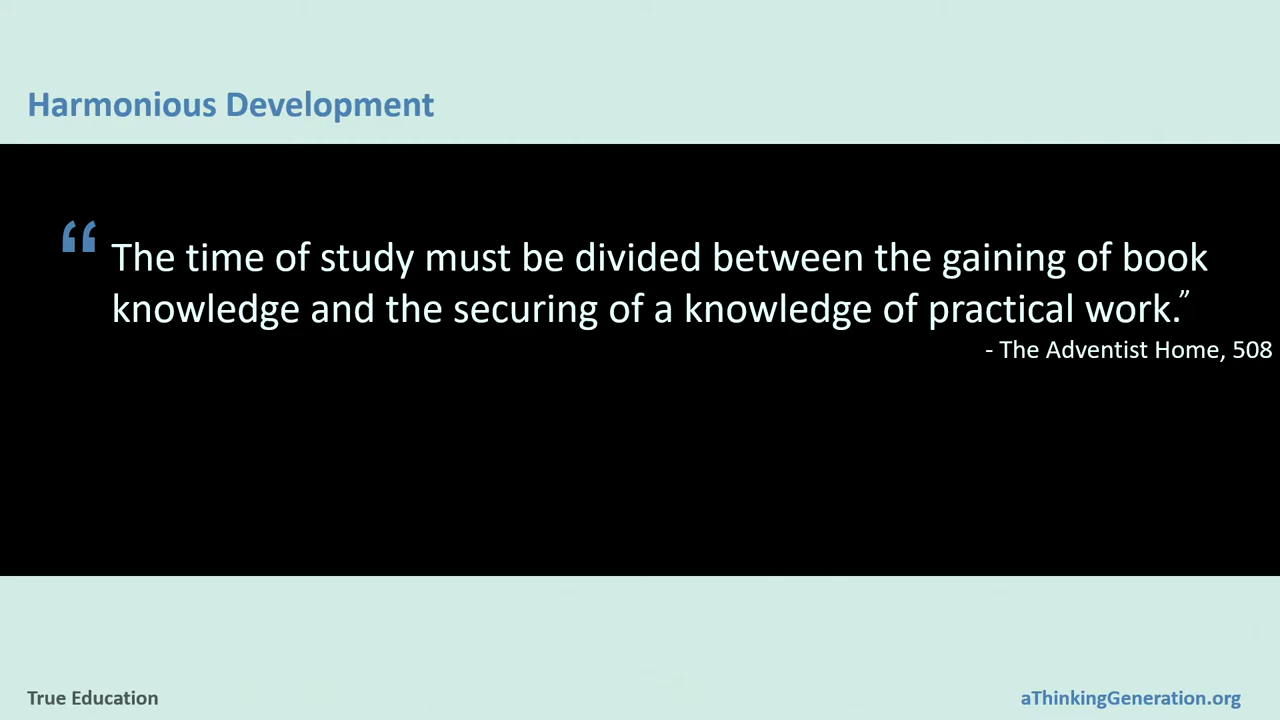 Harmonious Development
“ The time of study must be divided between the gaining of book
knowledge and the securing of a knowledge of practical work.”
- The Adventist Home, 508
True Education
aThinkingGeneration.org